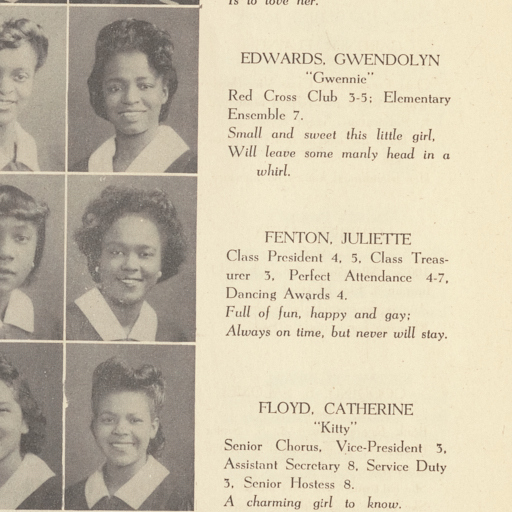 Is to love her.
EDWARDS, GWENDOLYN
"Gwennie"
Red Cross Club 3-5; Elementary
Ensemble 7.
Small and sweet this little girl,
Will leave some manly head in a
whirl.
FENTON, JULIETTE
Class President 4, 5, Class Treas-
urer 3, Perfect Attendance 4-7,
Dancing Awards 4.
Full of fun, happy and gay;
Always on time, but never will stay.
FLOYD, CATHERINE
"Kitty"
Senior Chorus, Vice-President 3,
Assistant Secretary 8, Service Duty
3, Senior Hostess 8.
A charming girl to know.